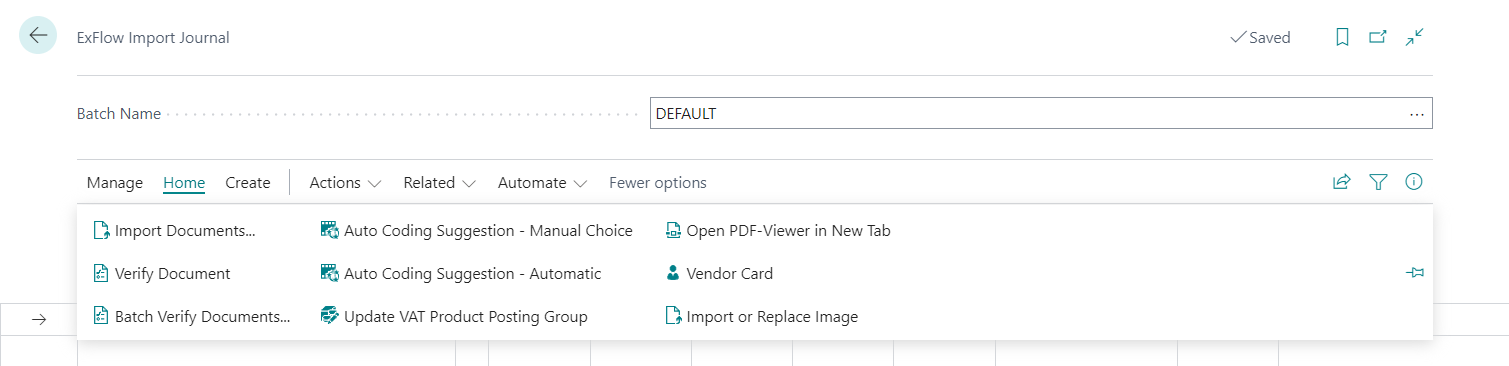 ExFlow Import Journal
Saved
Batch Name
DEFAULT
Manage Home Create Actions Related Automate Fewer options
Import Documents... Auto Coding Suggestion - Manual Choice Open PDF-Viewer in New Tab
Verify Document Auto Coding Suggestion - Automatic Vendor Card
Batch Verify Documents... Update VAT Product Posting Group Import or Replace Image